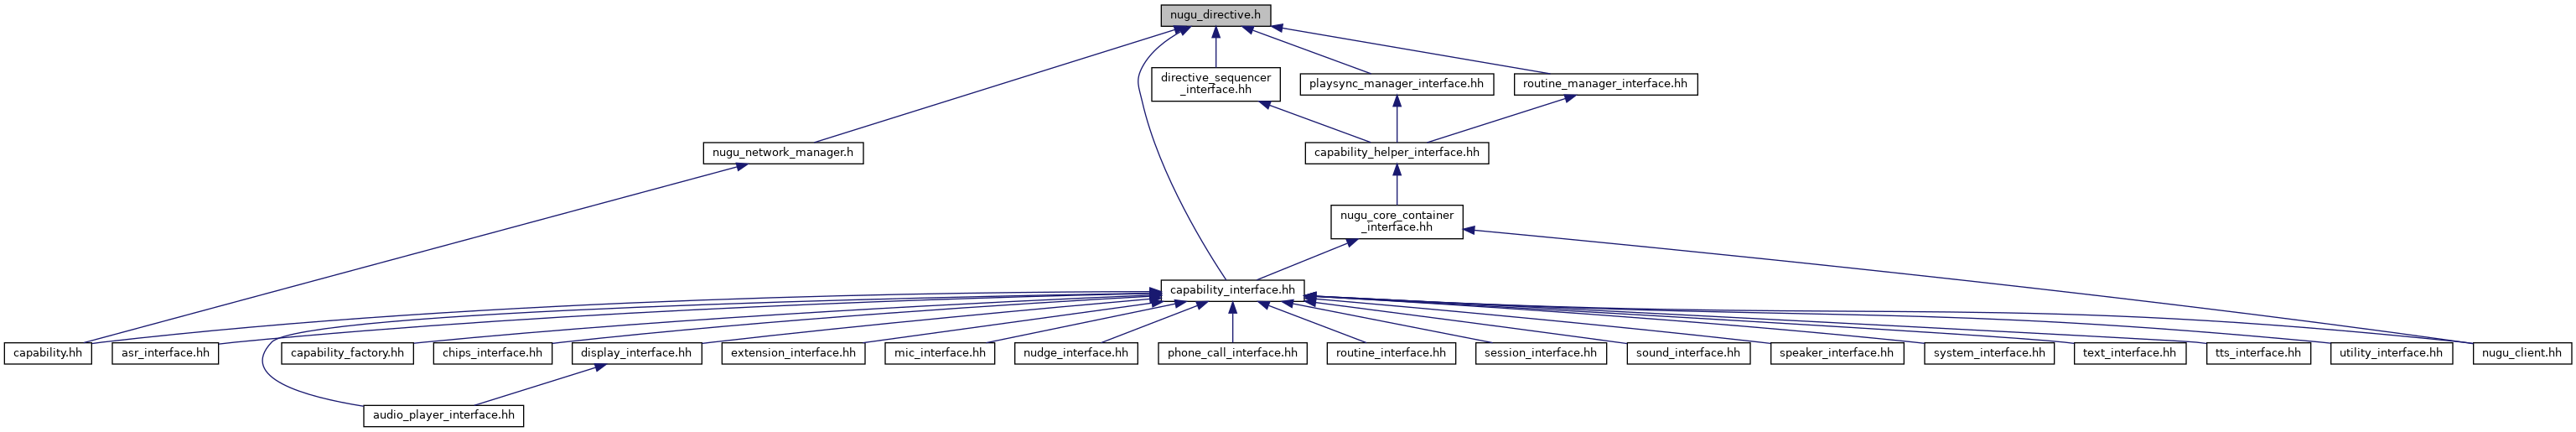 nugu_directive.h
directive_sequencer
_interface.hh
playsync_manager_interface.hh
routine_manager_interface.hh
nugu_network_manager.h
capability_helper_interface.hh
nugu_core_container
_interface.hh
capability_interface.hh
capability.hh
asr_interface.hh
capability_factory.hh
chips_interface.hh
display_interface.hh
extension_interface.hh
mic_interface.hh
nudge_interface.hh
phone_call_interface.hh
routine_interface.hh
session_interface.hh
sound_interface.hh
speaker_interface.hh
system_interface.hh
text_interface.hh
tts_interface.hh
utility_interface.hh
nugu_client.hh
audio_player_interface.hh